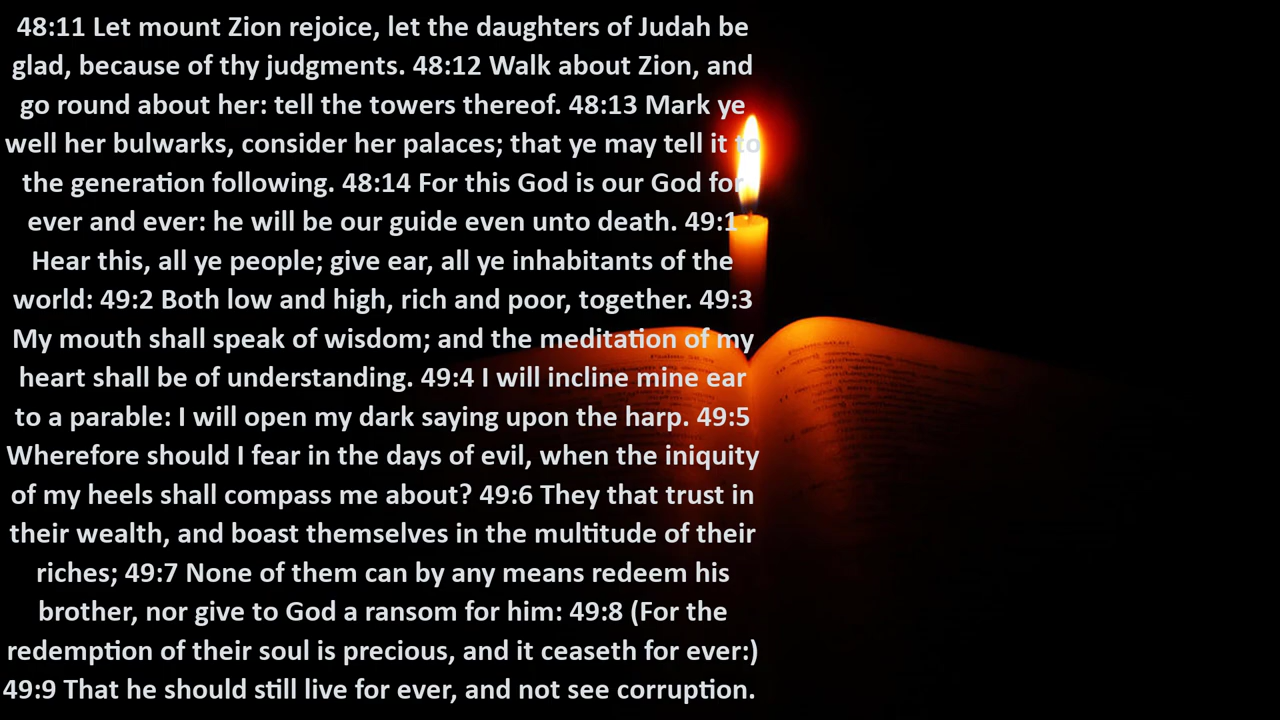 48:11 Let mount Zion rejoice, let the daughters of Judah be
glad, because of thy judgments. 48:12 Walk about Zion, and
go round about her: tell the towers thereof. 48:13 Mark ye
well her bulwarks, consider her palaces; that ye may tell it to
the generation following. 48:14 For this God is our God for
ever and ever: he will be our guide even unto death. 49:1
Hear this, all ye people; give ear, all ye inhabitants of the
world: 49:2 Both low and high, rich and poor, together. 49:3
My mouth shall speak of wisdom; and the meditation of my
heart shall be of understanding. 49:4 I will incline mine ear
to a parable: I will open my dark saying upon the harp. 49:5
Wherefore should I fear in the days of evil, when the iniquity
of my heels shall compass me about? 49:6 They that trust in
their wealth, and boast themselves in the multitude of their
riches; 49:7 None of them can by any means redeem his
brother, nor give to God a ransom for him: 49:8 (For the
redemption of their soul is precious, and it ceaseth for ever:)
49:9 That he should still live for ever, and not see corruption.